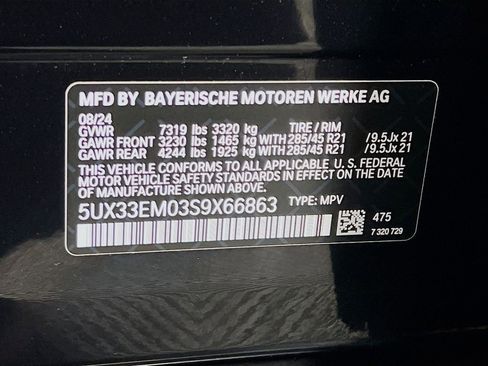 MFD BY BAYERISCHE MOTOREN WERKE AG
08/24
GVWR 7319 lbs 3320 kg TIRE / RIM
GAWR FRONT 3230 lbs 1465 kg WITH 285/45 R21 /9.5Jx 21
GAWR REAR 4244 lbs 1925 kg WITH 285/45 R21 /9.5Jx 21
THIS VEHICLE CONFORMS TO ALL APPLICABLE U. S. FEDERAL
MOTOR VEHICLE SAFETY STANDARDS IN EFFECT ON THE DATE OF
MANUFACTURE SHOWN ABOVE.
5UX33EM03S9X66863 TYPE: MPV
475
7 320 729